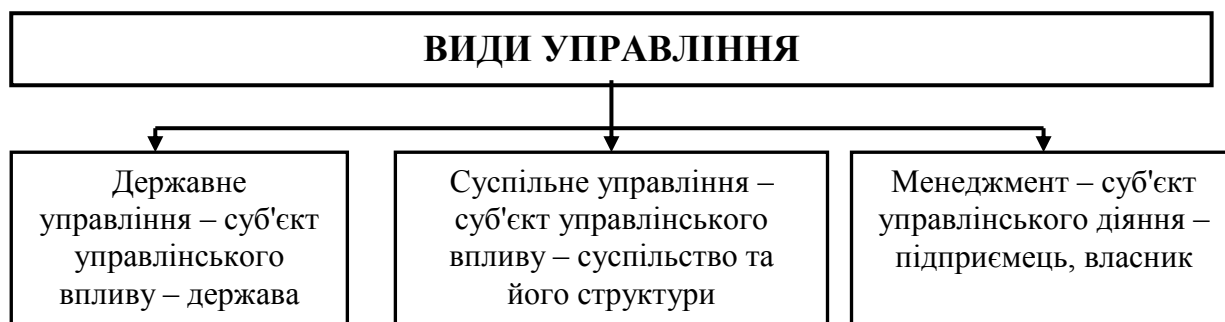 ВИДИ УПРАВЛІННЯ
Державне
управління – суб'єкт
управлінського
впливу – держава
Суспільне управління –
суб'єкт управлінського
впливу – суспільство та
його структури
Менеджмент – суб'єкт
управлінського діяння –
підприємець, власник